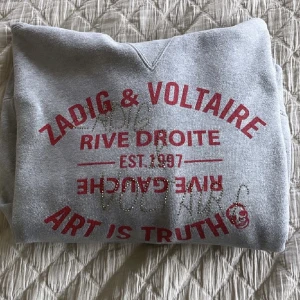 ZADIG & VOLTAIRE
RIVE DROITE
EST. 1997
RIVE GAUCHE
ART IS TRUTH